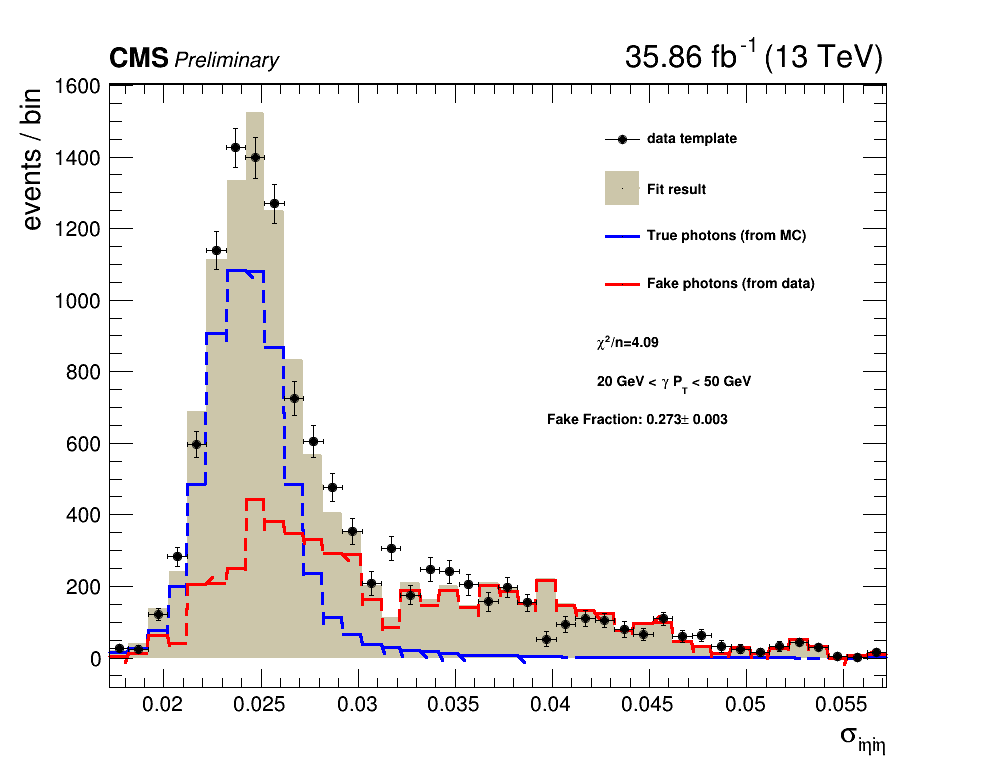 CMS Preliminary 35.86 fb⁻¹ (13 TeV)
events / bin
1600
1400
1200
1000
800
600
400
200
0
data template
Fit result
True photons (from MC)
Fake photons (from data)
χ²/n=4.09
20 GeV < γ P_T < 50 GeV
Fake Fraction: 0.273± 0.003
0.02 0.025 0.03 0.035 0.04 0.045 0.05 0.055
σ_iηiη